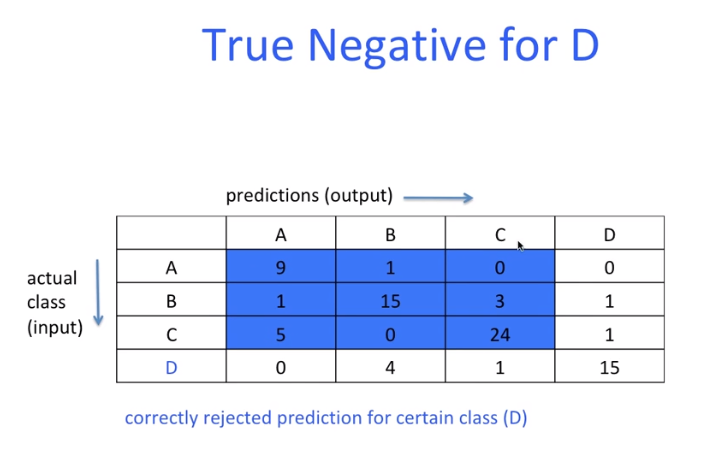 True Negative for D
predictions (output)
actual
class
(input)
A B C D
A 9 1 0 0
B 1 15 3 1
C 5 0 24 1
D 0 4 1 15
correctly rejected prediction for certain class (D)